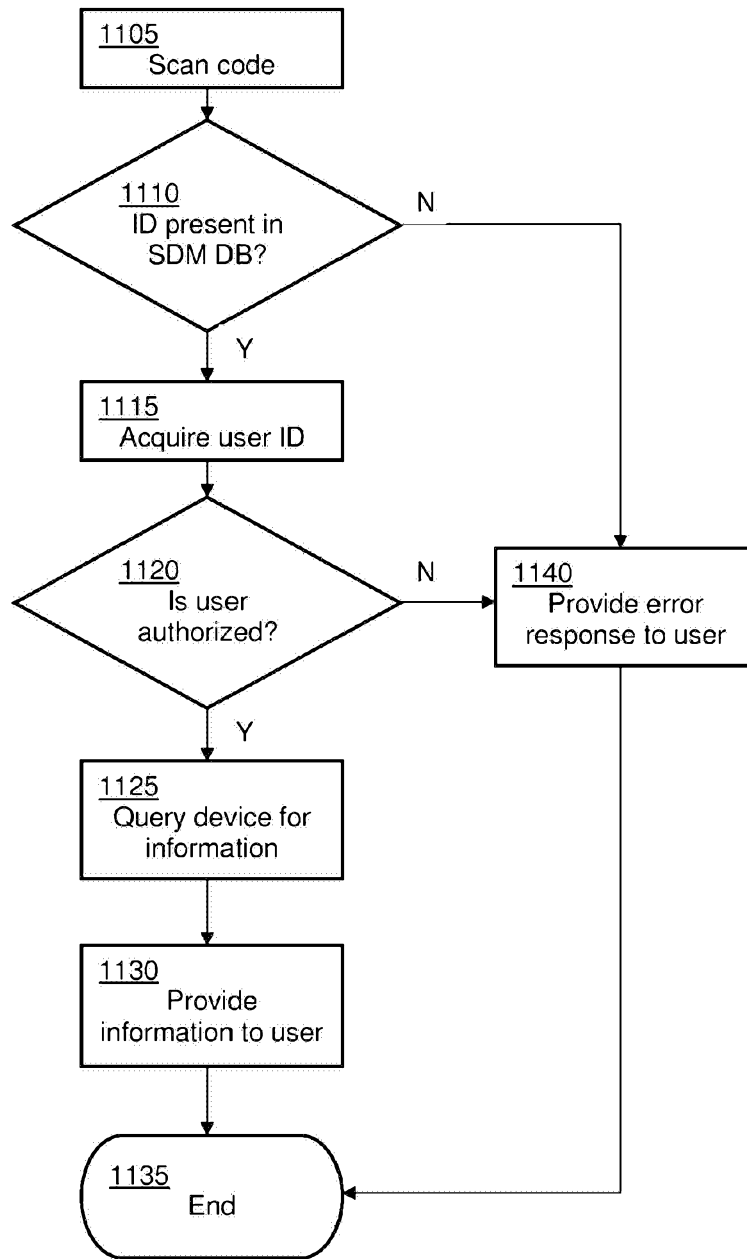 1105
Scan code
1110
ID present in
SDM DB?
N
Y
1115
Acquire user ID
1120
Is user
authorized?
N
Y
1140
Provide error
response to user
1125
Query device for
information
1130
Provide
information to user
1135
End